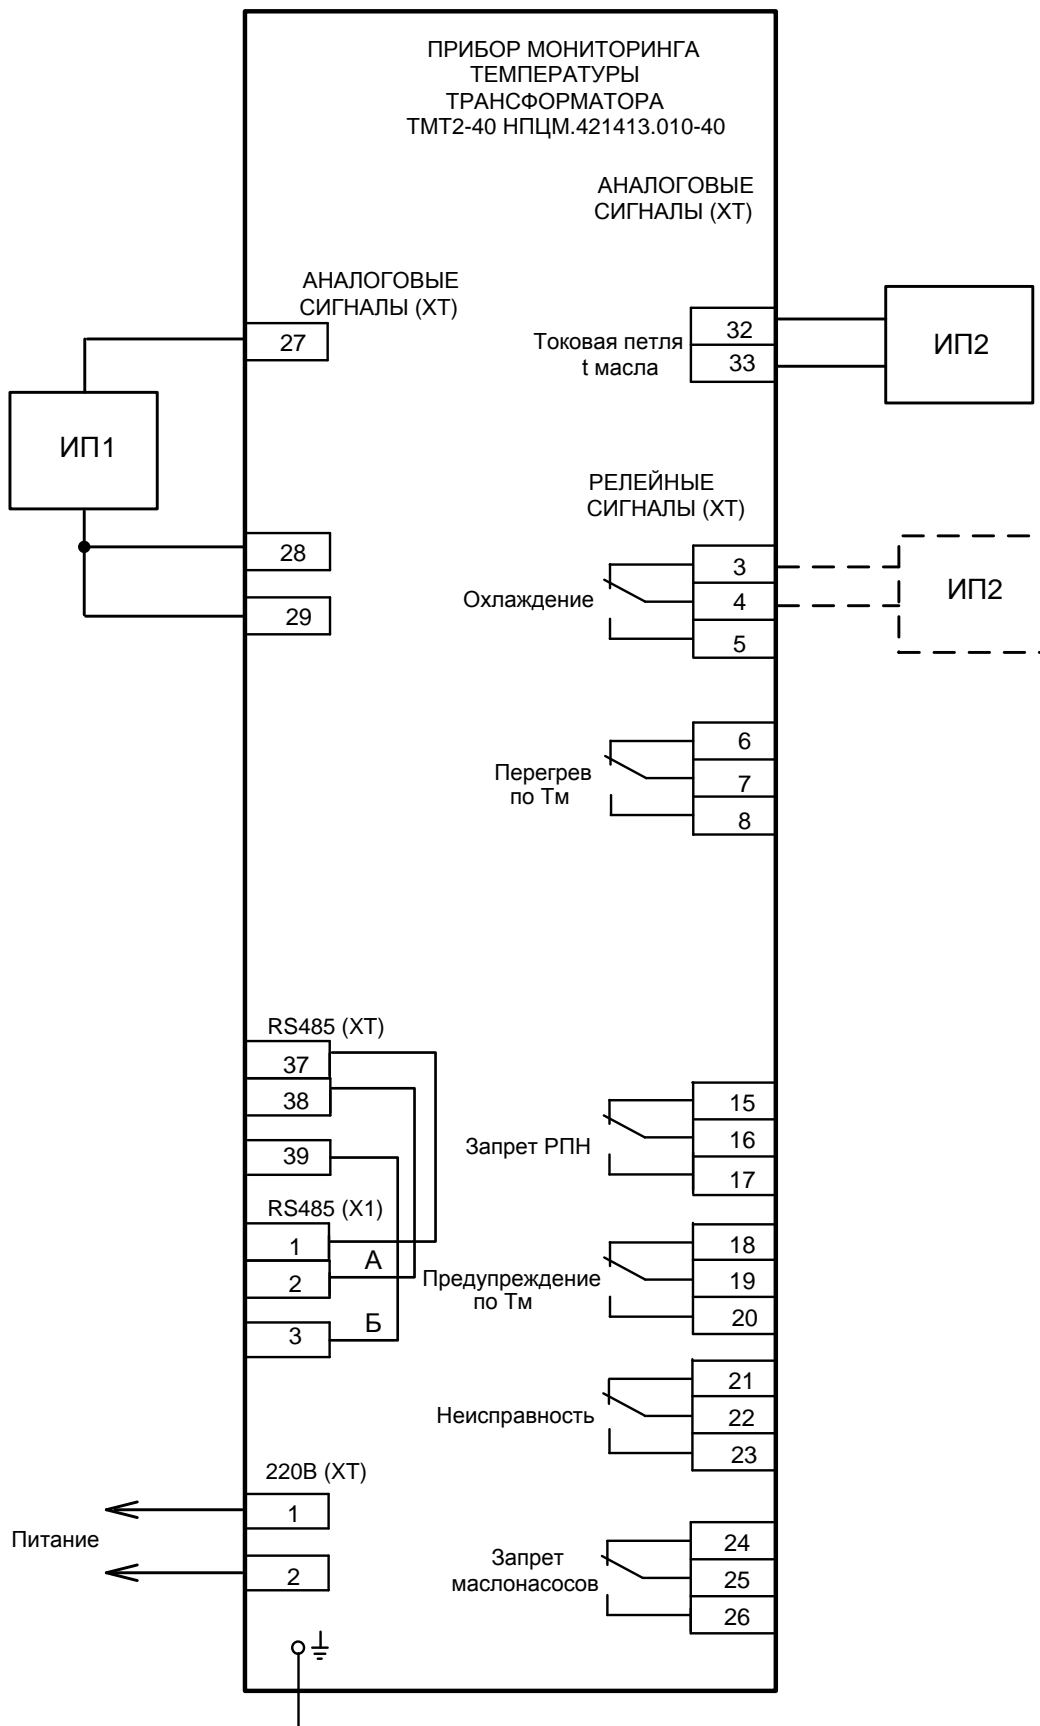 ПРИБОР МОНИТОРИНГА
ТЕМПЕРАТУРЫ
ТРАНСФОРМАТОРА
ТМТ2-40 НПЦМ.421413.010-40
АНАЛОГОВЫЕ
СИГНАЛЫ (ХТ)
27
ИП1
28
29
АНАЛОГОВЫЕ
СИГНАЛЫ (ХТ)
Токовая петля
t масла
32
33
ИП2
РЕЛЕЙНЫЕ
СИГНАЛЫ (ХТ)
Охлаждение
3
4
5
ИП2
Перегрев
по Тм
6
7
8
RS485 (ХТ)
37
38
39
RS485 (Х1)
1
2
3
А
Б
Запрет РПН
15
16
17
Предупреждение
по Тм
18
19
20
Неисправность
21
22
23
220В (ХТ)
1
2
Питание
Запрет
маслонасосов
24
25
26